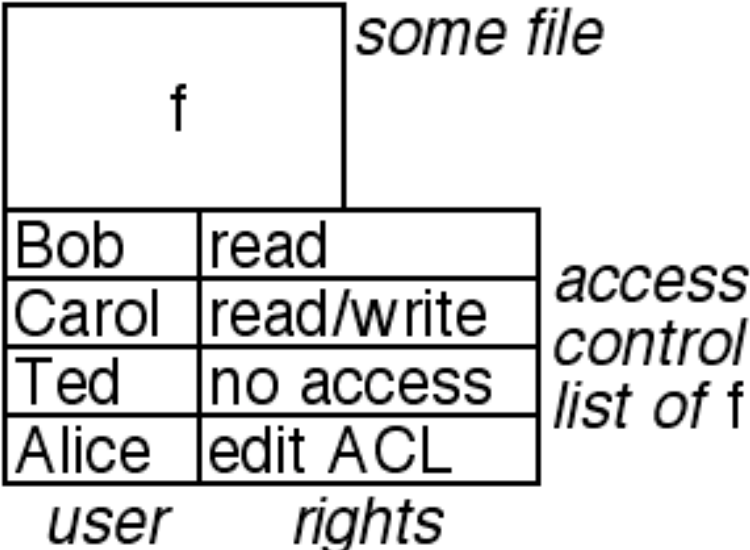 some file
f
Bob read
Carol read/write
Ted no access
Alice edit ACL
access
control
list of f
user rights